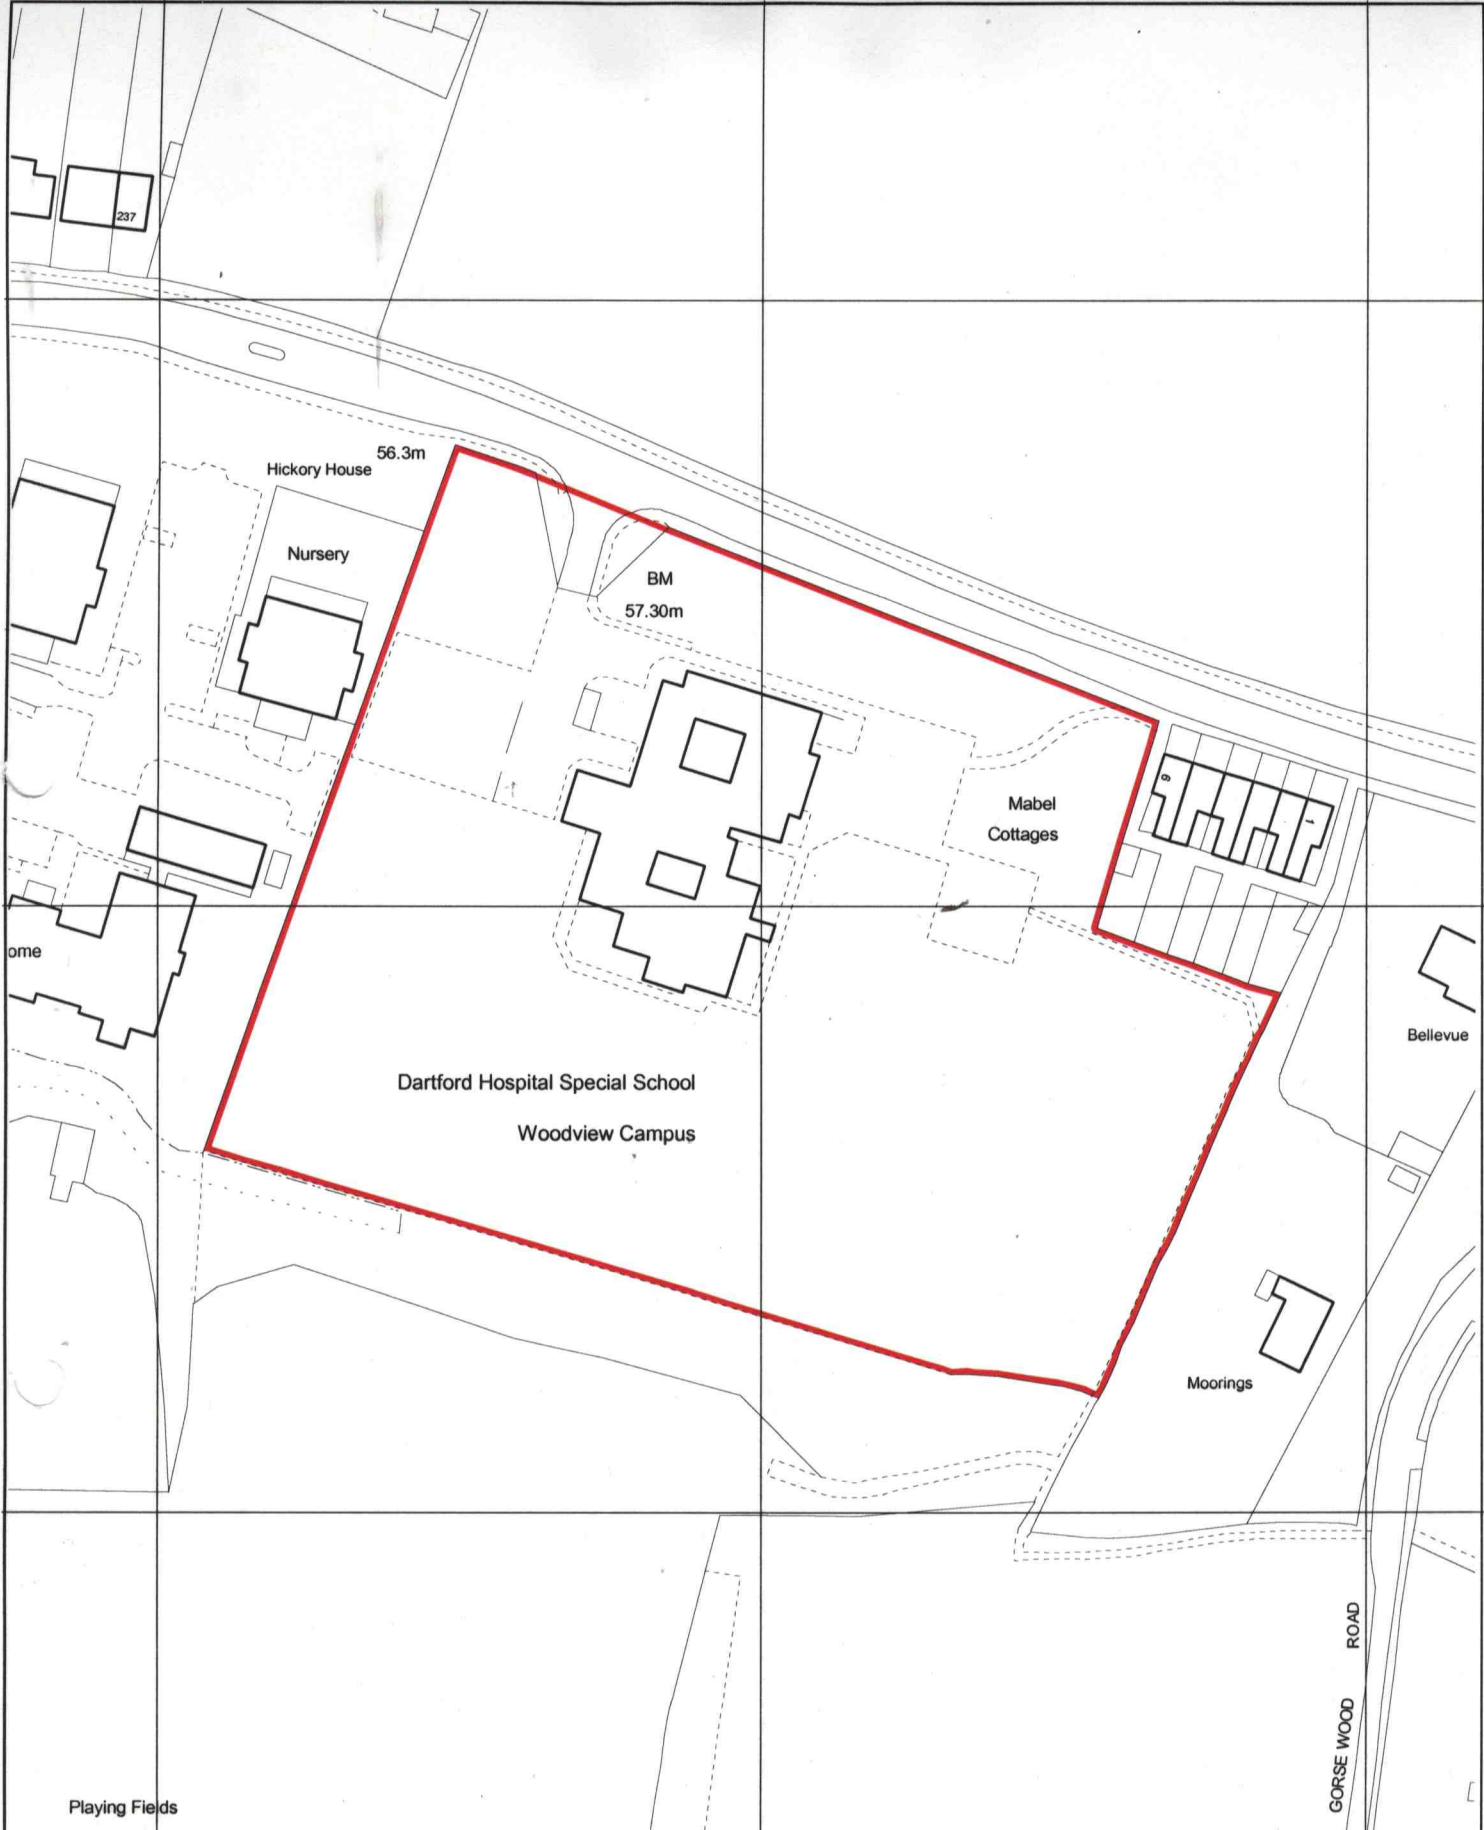 237
56.3m
Hickory House
Nursery
BM
57.30m
Mabel
Cottages
6
1
ome
Bellevue
Dartford Hospital Special School
Woodview Campus
Moorings
GORSE WOOD ROAD
Playing Fields